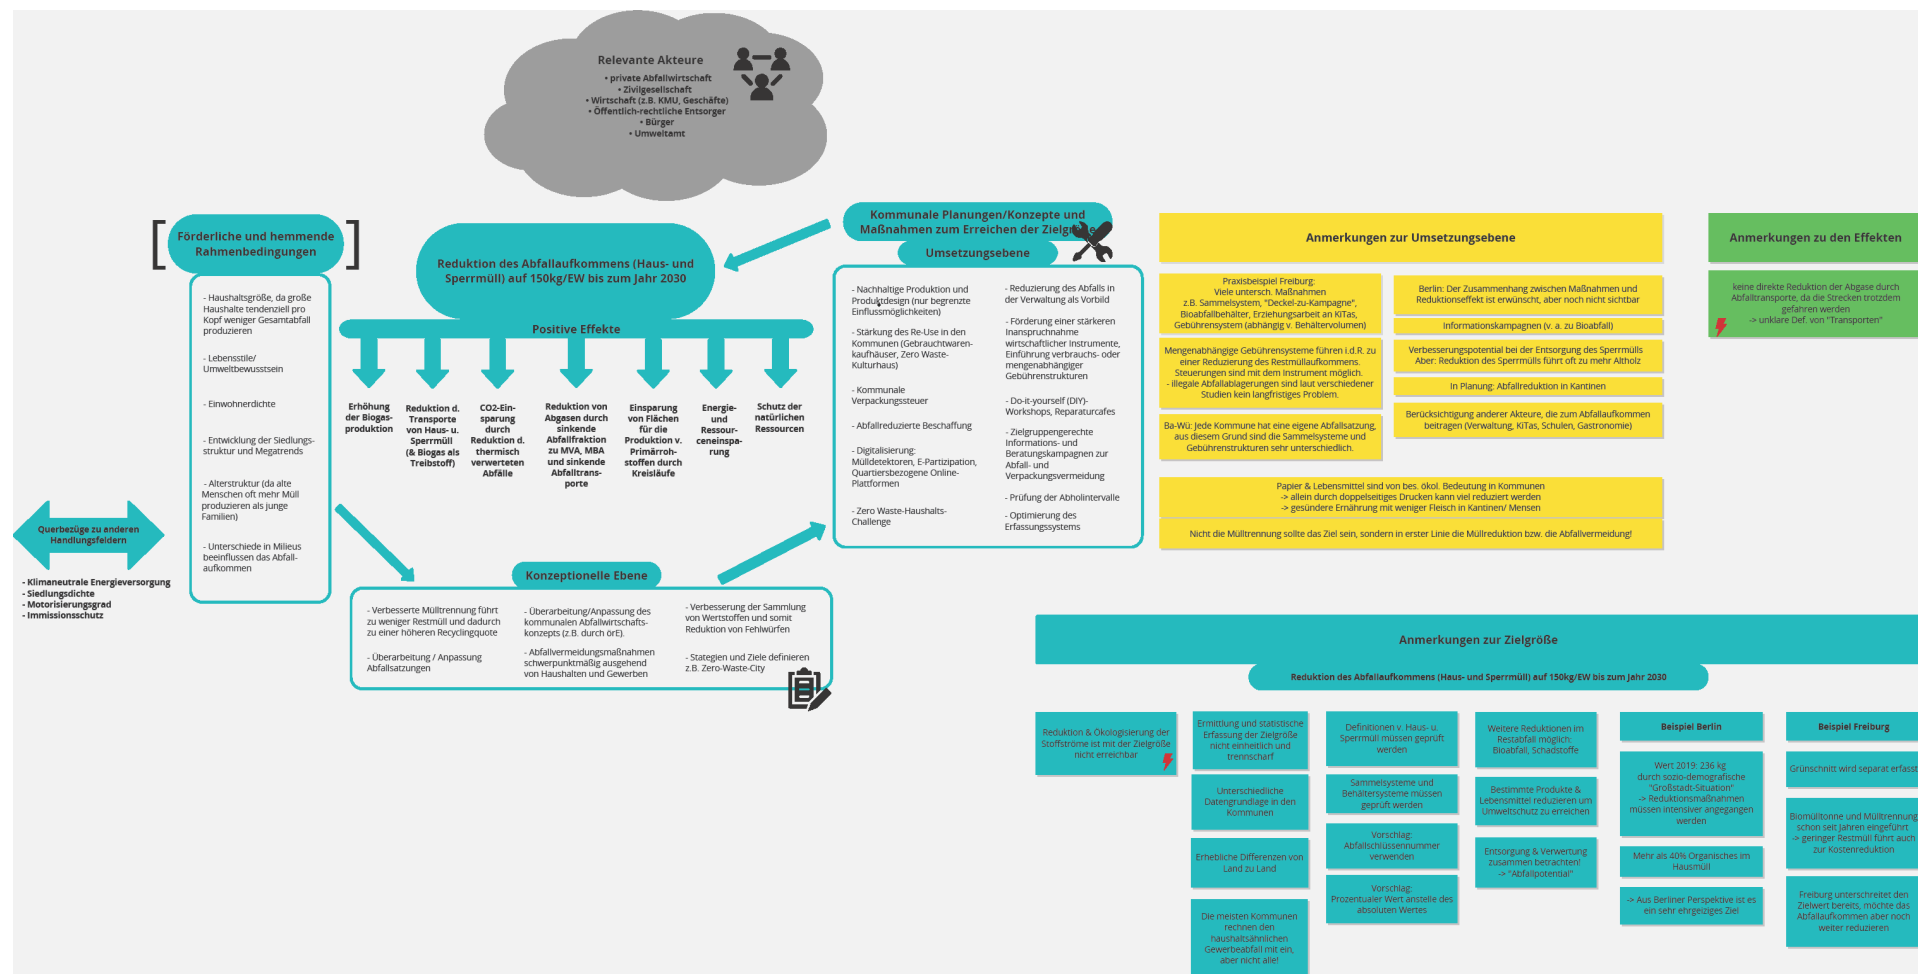 Relevante Akteure
• private Abfallwirtschaft
• Zivilgesellschaft
• Wirtschaft (z.B. KMU, Geschäfte)
• Öffentlich-rechtliche Entsorger
• Bürger
• Umweltamt
Förderliche und hemmende
Rahmenbedingungen
- Haushaltsgröße, da große
Haushalte tendenziell pro
Kopf weniger Gesamtabfall
produzieren
- Lebensstile/
Umweltbewusstsein
- Einwohnerdichte
- Entwicklung der Siedlungs-
struktur und Megatrends
- Alterstruktur (da alte
Menschen oft mehr Müll
produzieren als junge
Familien)
- Unterschiede in Milieus
beeinflussen das Abfall-
aufkommen
Querbezüge zu anderen
Handlungsfeldern
- Klimaneutrale Energieversorgung
- Siedlungsdichte
- Motorisierungsgrad
- Immissionsschutz
Reduktion des Abfallaufkommens (Haus- und
Sperrmüll) auf 150kg/EW bis zum Jahr 2030
Positive Effekte
Erhöhung
der Biogas-
produktion
Reduktion d.
Transporte
von Haus- u.
Sperrmüll
(& Biogas als
Treibstoff)
CO2-Ein-
sparung
durch
Reduktion d.
thermisch
verwerteten
Abfälle
Reduktion von
Abgasen durch
sinkende
Abfallfraktion
zu MVA, MBA
und sinkende
Abfalltrans-
porte
Einsparung
von Flächen
für die
Produktion v.
Primärroh-
stoffen durch
Kreisläufe
Energie-
und
Ressour-
ceneinspa-
rung
Schutz der
natürlichen
Ressourcen
Konzeptionelle Ebene
- Verbesserte Mülltrennung führt
zu weniger Restmüll und dadurch
zu einer höheren Recyclingquote
- Überarbeitung / Anpassung
Abfallsatzungen
- Überarbeitung/Anpassung des
kommunalen Abfallwirtschafts-
konzepts (z.B. durch örE).
- Abfallvermeidungsmaßnahmen
schwerpunktmäßig ausgehend
von Haushalten und Gewerben
- Verbesserung der Sammlung
von Wertstoffen und somit
Reduktion von Fehlwürfen
- Stategien und Ziele definieren
z.B. Zero-Waste-City
Kommunale Planungen/Konzepte und
Maßnahmen zum Erreichen der Zielgröße
Umsetzungsebene
- Nachhaltige Produktion und
Produktdesign (nur begrenzte
Einflussmöglichkeiten)
- Stärkung des Re-Use in den
Kommunen (Gebrauchtwaren-
kaufhäuser, Zero Waste-
Kulturhaus)
- Kommunale
Verpackungssteuer
- Abfallreduzierte Beschaffung
- Digitalisierung:
Mülldetektoren, E-Partizipation,
Quartiersbezogene Online-
Plattformen
- Zero Waste-Haushalts-
Challenge
- Reduzierung des Abfalls in
der Verwaltung als Vorbild
- Förderung einer stärkeren
Inanspruchnahme
wirtschaftlicher Instrumente,
Einführung verbrauchs- oder
mengenabhängiger
Gebührenstrukturen
- Do-it-yourself (DIY)-
Workshops, Reparaturcafes
- Zielgruppengerechte
Informations- und
Beratungskampagnen zur
Abfall- und
Verpackungsvermeidung
- Prüfung der Abholintervalle
- Optimierung des
Erfassungssystems
Anmerkungen zur Umsetzungsebene
Praxisbeispiel Freiburg:
Viele untersch. Maßnahmen
z.B. Sammelsystem, "Deckel-zu-Kampagne",
Bioabfallbehälter, Erziehungsarbeit an KiTas,
Gebührensystem (abhängig v. Behältervolumen)
Mengenabhängige Gebührensysteme führen i.d.R. zu
einer Reduzierung des Restmüllaufkommens.
Steuerungen sind mit dem Instrument möglich.
- illegale Abfallablagerungen sind laut verschiedener
Studien kein langfristiges Problem.
Ba-Wü: Jede Kommune hat eine eigene Abfallsatzung,
aus diesem Grund sind die Sammelsysteme und
Gebührenstrukturen sehr unterschiedlich.
Berlin: Der Zusammenhang zwischen Maßnahmen und
Reduktionseffekt ist erwünscht, aber noch nicht sichtbar
Informationskampagnen (v. a. zu Bioabfall)
Verbesserungspotential bei der Entsorgung des Sperrmülls
Aber: Reduktion des Sperrmülls führt oft zu mehr Altholz
In Planung: Abfallreduktion in Kantinen
Berücksichtigung anderer Akteure, die zum Abfallaufkommen
beitragen (Verwaltung, KiTas, Schulen, Gastronomie)
Papier & Lebensmittel sind von bes. ökol. Bedeutung in Kommunen
-> allein durch doppelseitiges Drucken kann viel reduziert werden
-> gesündere Ernährung mit weniger Fleisch in Kantinen/ Mensen
Nicht die Mülltrennung sollte das Ziel sein, sondern in erster Linie die Müllreduktion bzw. die Abfallvermeidung!
Anmerkungen zu den Effekten
keine direkte Reduktion der Abgase durch
Abfalltransporte, da die Strecken trotzdem
gefahren werden
-> unklare Def. von "Transporten"
Anmerkungen zur Zielgröße
Reduktion des Abfallaufkommens (Haus- und Sperrmüll) auf 150kg/EW bis zum Jahr 2030
Reduktion & Ökologisierung der
Stoffströme ist mit der Zielgröße
nicht erreichbar
Ermittlung und statistische
Erfassung der Zielgröße
nicht einheitlich und
trennscharf
Unterschiedliche
Datengrundlage in den
Kommunen
Erhebliche Differenzen von
Land zu Land
Die meisten Kommunen
rechnen den
haushaltsähnlichen
Gewerbeabfall mit ein,
aber nicht alle!
Definitionen v. Haus- u.
Sperrmüll müssen geprüft
werden
Sammelsysteme und
Behältersysteme müssen
geprüft werden
Vorschlag:
Abfallschlüssennummer
verwenden
Vorschlag:
Prozentualer Wert anstelle des
absoluten Wertes
Weitere Reduktionen im
Restabfall möglich:
Bioabfall, Schadstoffe
Bestimmte Produkte &
Lebensmittel reduzieren um
Umweltschutz zu erreichen
Entsorgung & Verwertung
zusammen betrachten!
-> "Abfallpotential"
Beispiel Berlin
Wert 2019: 236 kg
durch sozio-demografische
"Großstadt-Situation"
-> Reduktionsmaßnahmen
müssen intensiver angegangen
werden
Mehr als 40% Organisches im
Hausmüll
-> Aus Berliner Perspektive ist es
ein sehr ehrgeiziges Ziel
Beispiel Freiburg
Grünschnitt wird separat erfasst
Biomülltonne und Mülltrennung
schon seit Jahren eingeführt
-> geringer Restmüll führt auch
zur Kostenreduktion
Freiburg unterschreitet den
Zielwert bereits, möchte das
Abfallaufkommen aber noch
weiter reduzieren